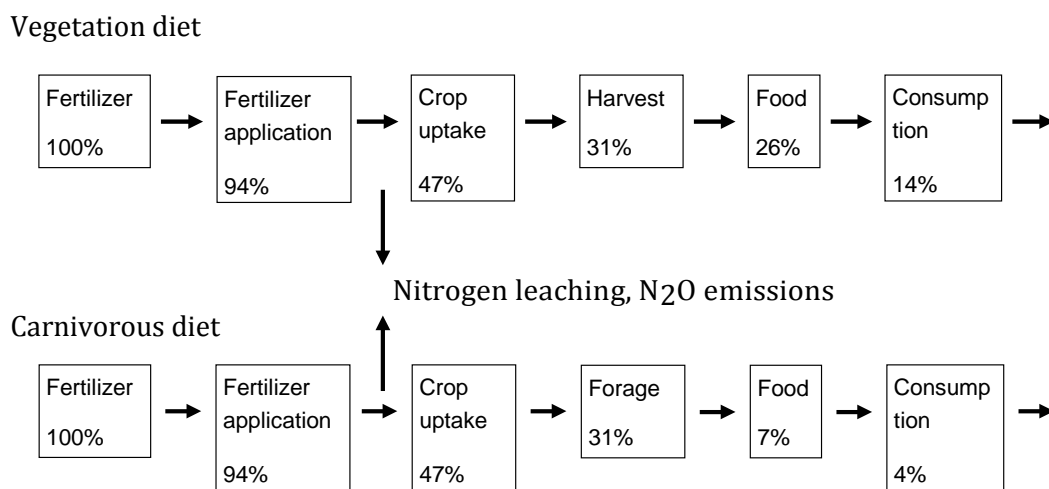 Vegetation diet
Fertilizer
100%
Fertilizer
application
94%
Crop
uptake
47%
Harvest
31%
Food
26%
Consump
tion
14%
Nitrogen leaching, N2O emissions
Carnivorous diet
Fertilizer
100%
Fertilizer
application
94%
Crop
uptake
47%
Forage
31%
Food
7%
Consump
tion
4%